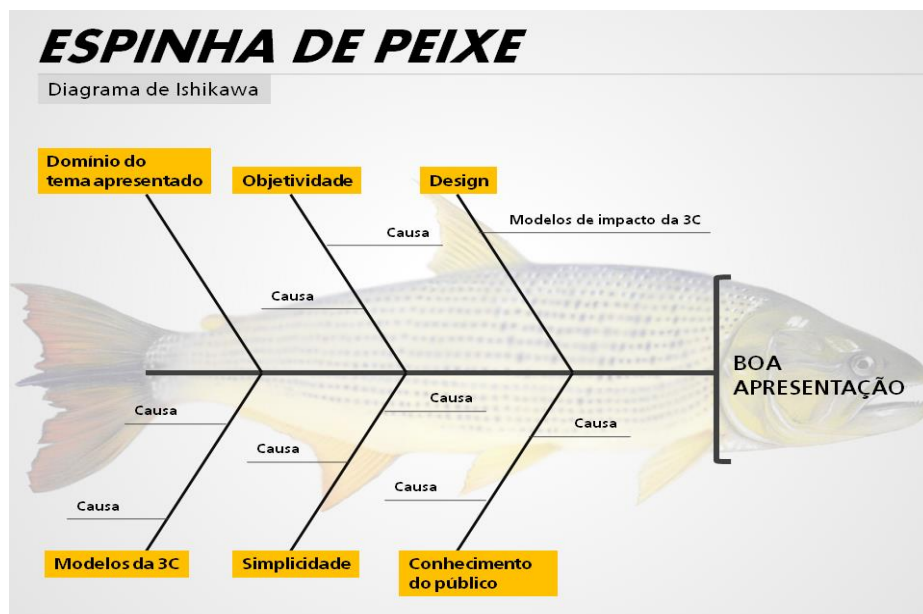 ESPINHA DE PEIXE
Diagrama de Ishikawa
Domínio do
tema apresentado
Objetividade
Design
Modelos de impacto da 3C
Causa
Causa
BOA
APRESENTAÇÃO
Causa
Causa
Causa
Causa
Causa
Causa
Modelos da 3C
Simplicidade
Conhecimento
do público